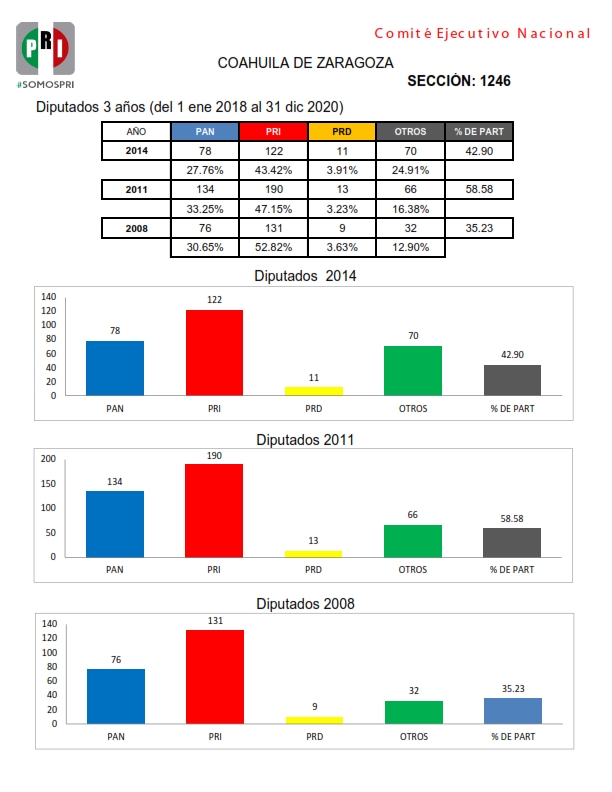 Comité Ejecutivo Nacional
PRI
#SOMOSPRI
COAHUILA DE ZARAGOZA
SECCIÓN: 1246
Diputados 3 años (del 1 ene 2018 al 31 dic 2020)
AÑO PAN PRI PRD OTROS % DE PART
2014 78 122 11 70 42.90
27.76% 43.42% 3.91% 24.91%
2011 134 190 13 66 58.58
33.25% 47.15% 3.23% 16.38%
2008 76 131 9 32 35.23
30.65% 52.82% 3.63% 12.90%
Diputados 2014
140
120
100
80
60
40
20
0
78 122 11 70 42.90
PAN PRI PRD OTROS % DE PART
Diputados 2011
200
150
100
50
0
134 190 13 66 58.58
PAN PRI PRD OTROS % DE PART
Diputados 2008
140
120
100
80
60
40
20
0
76 131 9 32 35.23
PAN PRI PRD OTROS % DE PART